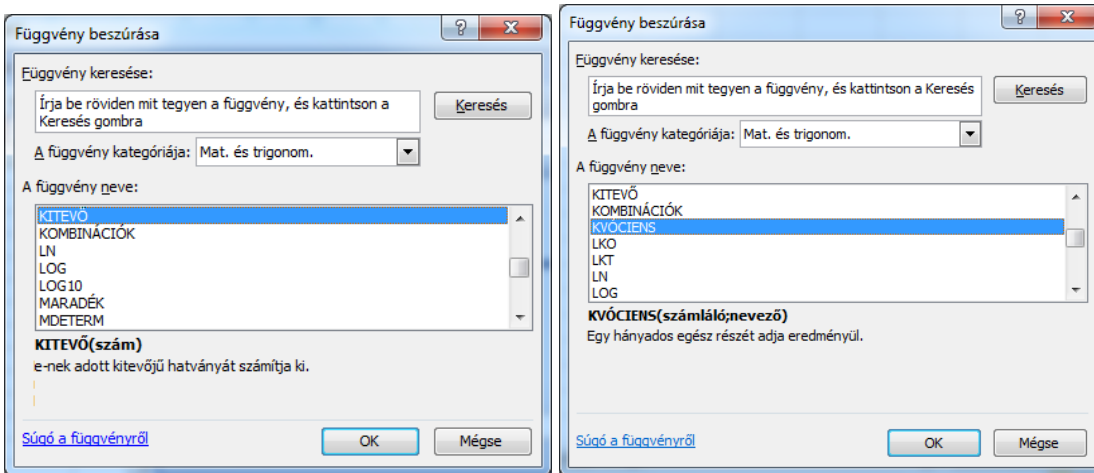 Függvény beszúrása
Függvény keresése:
Írja be röviden mit tegyen a függvény, és kattintson a
Keresés gombra
Keresés
A függvény kategóriája: Mat. és trigonom.
A függvény neve:
KITEVŐ
KOMBINÁCIÓK
LN
LOG
LOG10
MARADÉK
MDETERM
KITEVŐ(szám)
e-nek adott kitevőjű hatványát számítja ki.
Súgó a függvényről
OK
Mégse
Függvény beszúrása
Függvény keresése:
Írja be röviden mit tegyen a függvény, és kattintson a Keresés
gombra
Keresés
A függvény kategóriája: Mat. és trigonom.
A függvény neve:
KITEVŐ
KOMBINÁCIÓK
KVÓCIENS
LKO
LKT
LN
LOG
KVÓCIENS(számláló;nevező)
Egy hányados egész részét adja eredményül.
Súgó a függvényről
OK
Mégse